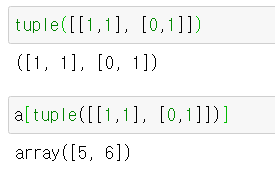 tuple([[1,1], [0,1]])
([1, 1], [0, 1])
a[tuple([[1,1], [0,1]])]
array([5, 6])